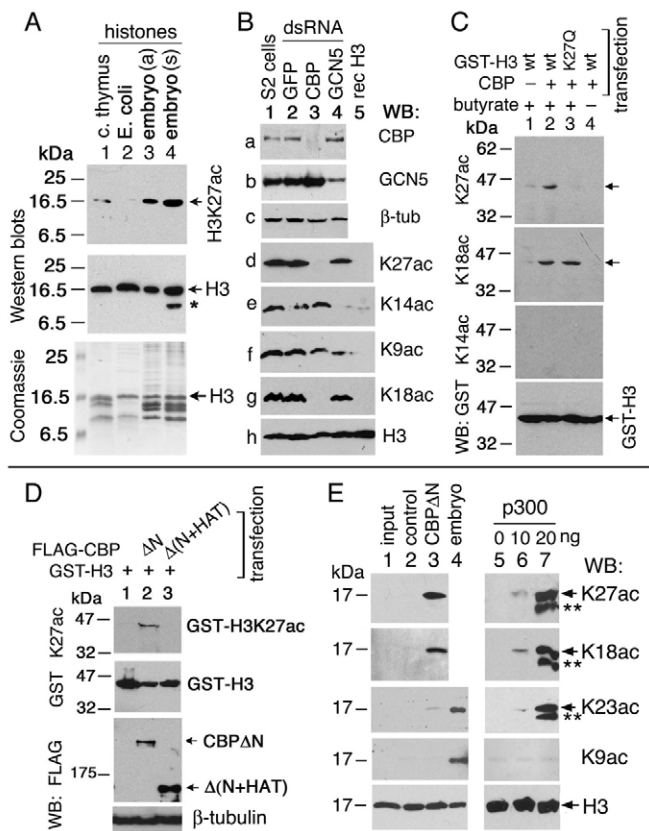 A
histones
c. thymus
E. coli
embryo (a)
embryo (s)
kDa 1 2 3 4
25
16.5
6.5
H3K27ac
25
16.5 H3
6.5 *
Western blots
25
16.5 H3
6.5
Coomassie
B
dsRNA
S2 cells
GFP
CBP
GCN5
rec H3
1 2 3 4 5 WB:
a CBP
b GCN5
c β-tub
d K27ac
e K14ac
f K9ac
g K18ac
h H3
C
GST-H3 wt wt K27Q wt
CBP – + + +
butyrate + + + –
transfection
kDa 1 2 3 4
62
47
32
K27ac
47
32
K18ac
47
32
K14ac
47
32
WB: GST
GST-H3
D
FLAG-CBP ΔN Δ(N+HAT)
GST-H3 + + +
transfection
1 2 3
kDa
47
32
K27ac
GST-H3K27ac
47
32
GST
GST-H3
175
WB: FLAG
CBPΔN
Δ(N+HAT)
β-tubulin
E
input
control
CBPΔN
embryo
p300
0 10 20 ng
1 2 3 4 5 6 7 WB:
kDa
17 K27ac
**
17 K18ac
**
17 K23ac
**
17 K9ac
17 H3